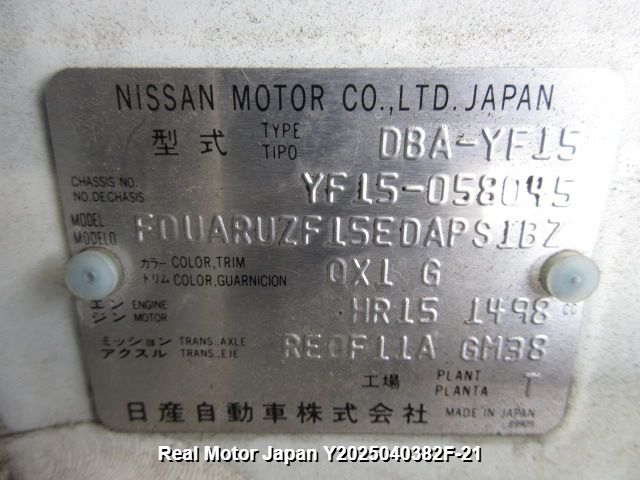 NISSAN MOTOR CO.,LTD. JAPAN
型式 TYPE TIPO DBA-YF15
CHASSIS NO. NO.DECHASIS YF15-058045
MODEL MODELO FDUARUZF15EDAPS1BZ
カラー COLOR,TRIM
トリム COLOR,GUARNICION QX1 G
エンジン ENGINE MOTOR HR15 1498 CC
ミッション TRANS.,AXLE
アクスル TRANS.,EJE RE0F11A GM38
工場 PLANT PLANTA T
日産自動車株式会社 MADE IN JAPAN
89909
Real Motor Japan Y2025040382F-21